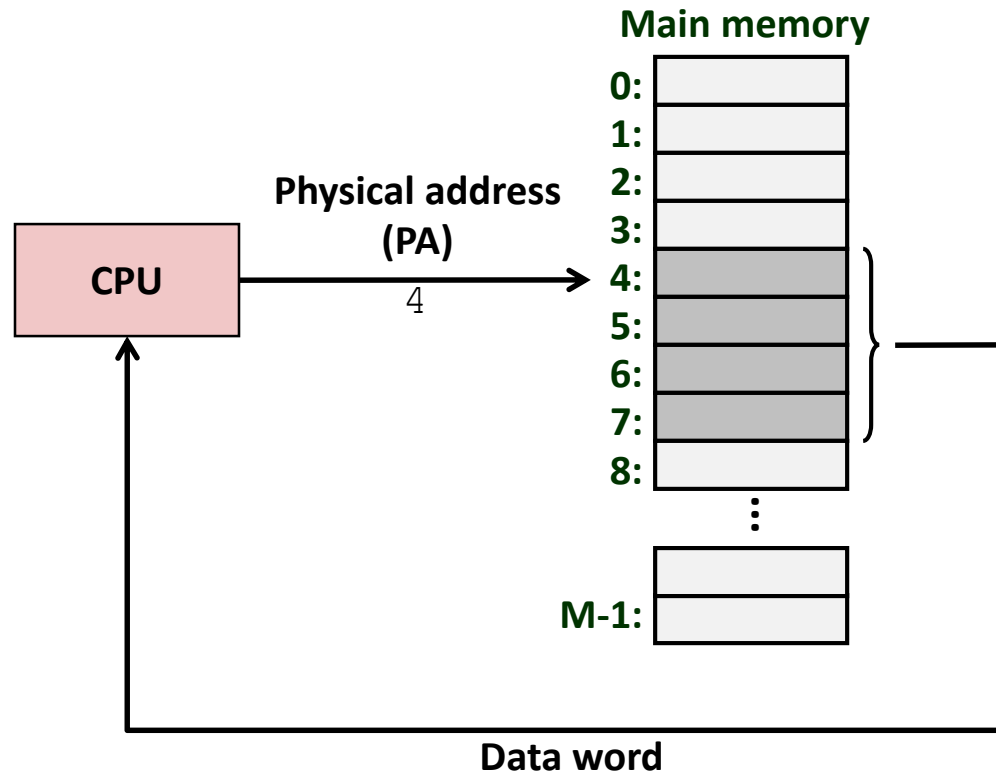 Main memory
0:
1:
2:
Physical address
(PA)
3:
CPU
4:
4
5:
6:
7:
8:
...
M-1:
Data word